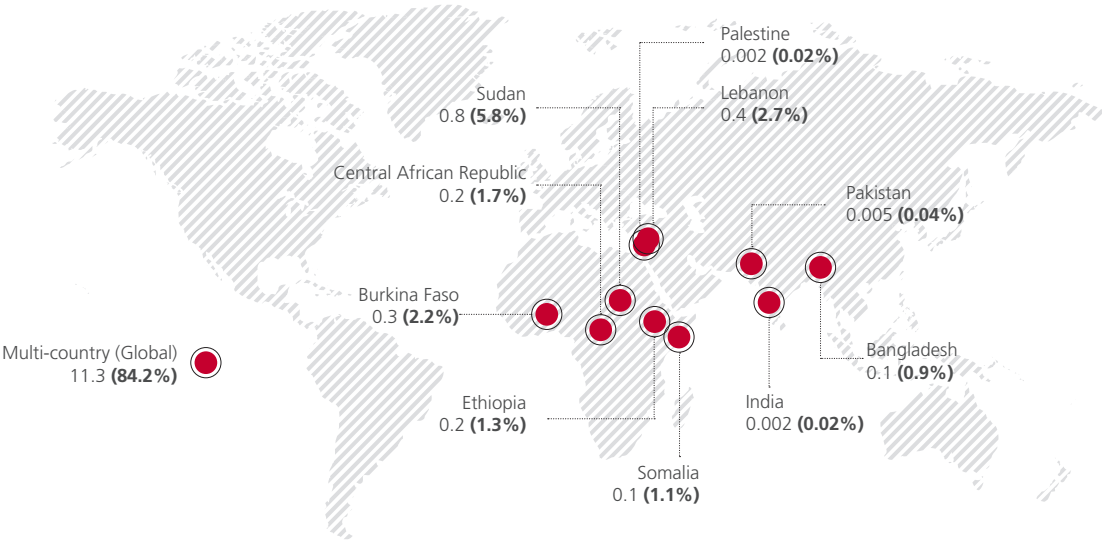 Palestine
0.002 (0.02%)
Lebanon
0.4 (2.7%)
Sudan
0.8 (5.8%)
Central African Republic
0.2 (1.7%)
Pakistan
0.005 (0.04%)
Burkina Faso
0.3 (2.2%)
Multi-country (Global)
11.3 (84.2%)
Bangladesh
0.1 (0.9%)
Ethiopia
0.2 (1.3%)
India
0.002 (0.02%)
Somalia
0.1 (1.1%)